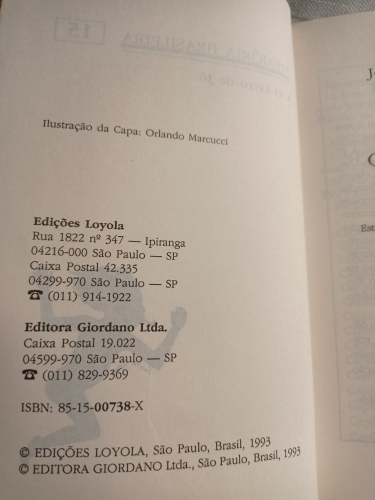 Ilustração da Capa: Orlando Marcucci
Edições Loyola
Rua 1822 nº 347 — Ipiranga
04216-000 São Paulo — SP
Caixa Postal 42.335
04299-970 São Paulo — SP
☎ (011) 914-1922
Editora Giordano Ltda.
Caixa Postal 19.022
04599-970 São Paulo — SP
☎ (011) 829-9369
ISBN: 85-15-00738-X
© EDIÇÕES LOYOLA, São Paulo, Brasil, 1993
© EDITORA GIORDANO Ltda., São Paulo, Brasil, 1993